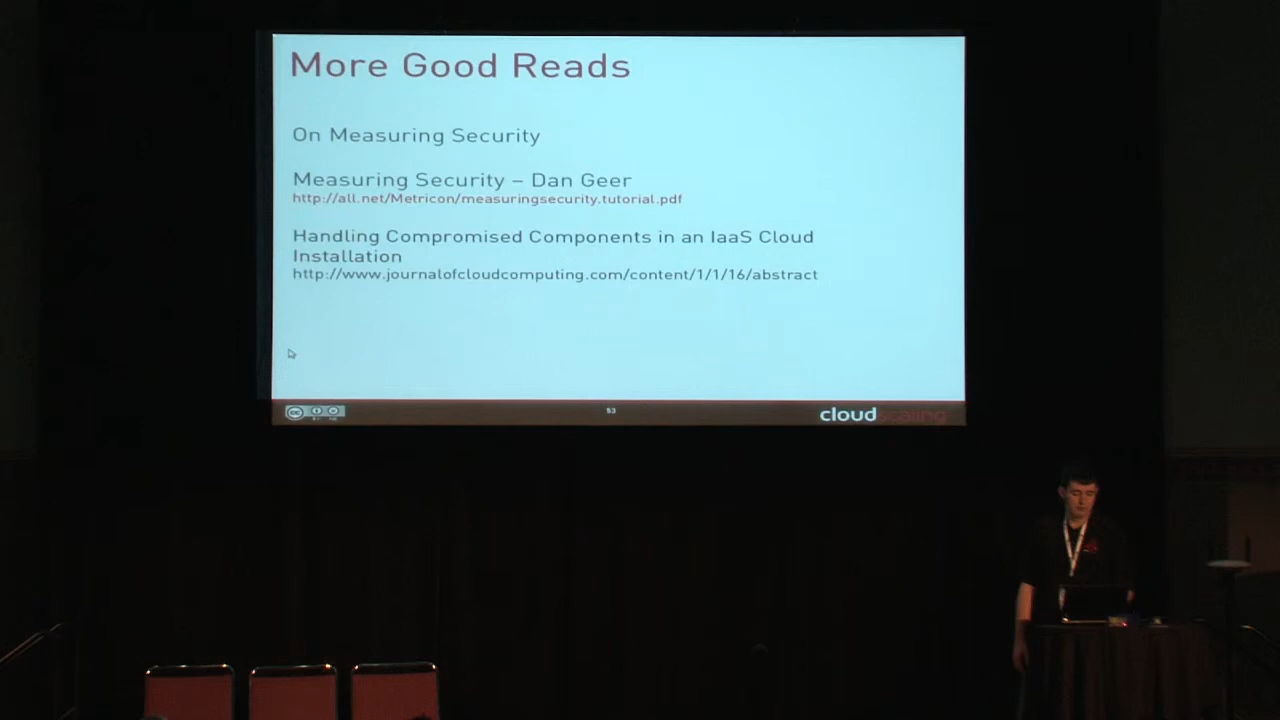 More Good Reads
On Measuring Security
Measuring Security – Dan Geer
http://all.net/Metricon/measuringsecurity.tutorial.pdf
Handling Compromised Components in an IaaS Cloud
Installation
http://www.journalofcloudcomputing.com/content/1/1/16/abstract
cc
53
cloudscaling